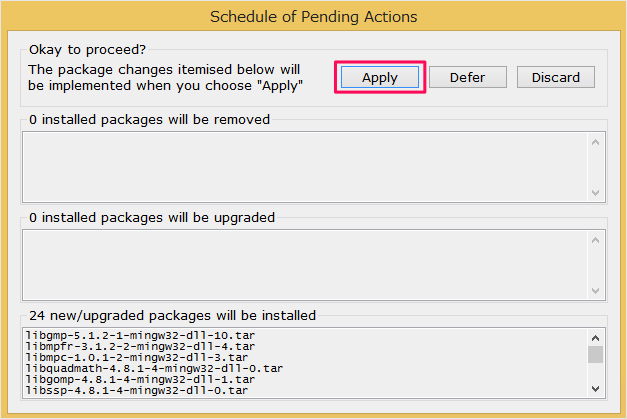 Schedule of Pending Actions
Okay to proceed?
The package changes itemised below will
be implemented when you choose "Apply"
Apply
Defer
Discard
0 installed packages will be removed
0 installed packages will be upgraded
24 new/upgraded packages will be installed
libgmp-5.1.2-1-mingw32-dll-10.tar
libmpfr-3.1.2-2-mingw32-dll-4.tar
libmpc-1.0.1-2-mingw32-dll-3.tar
libquadmath-4.8.1-4-mingw32-dll-0.tar
libgomp-4.8.1-4-mingw32-dll-1.tar
libssp-4.8.1-4-mingw32-dll-0.tar